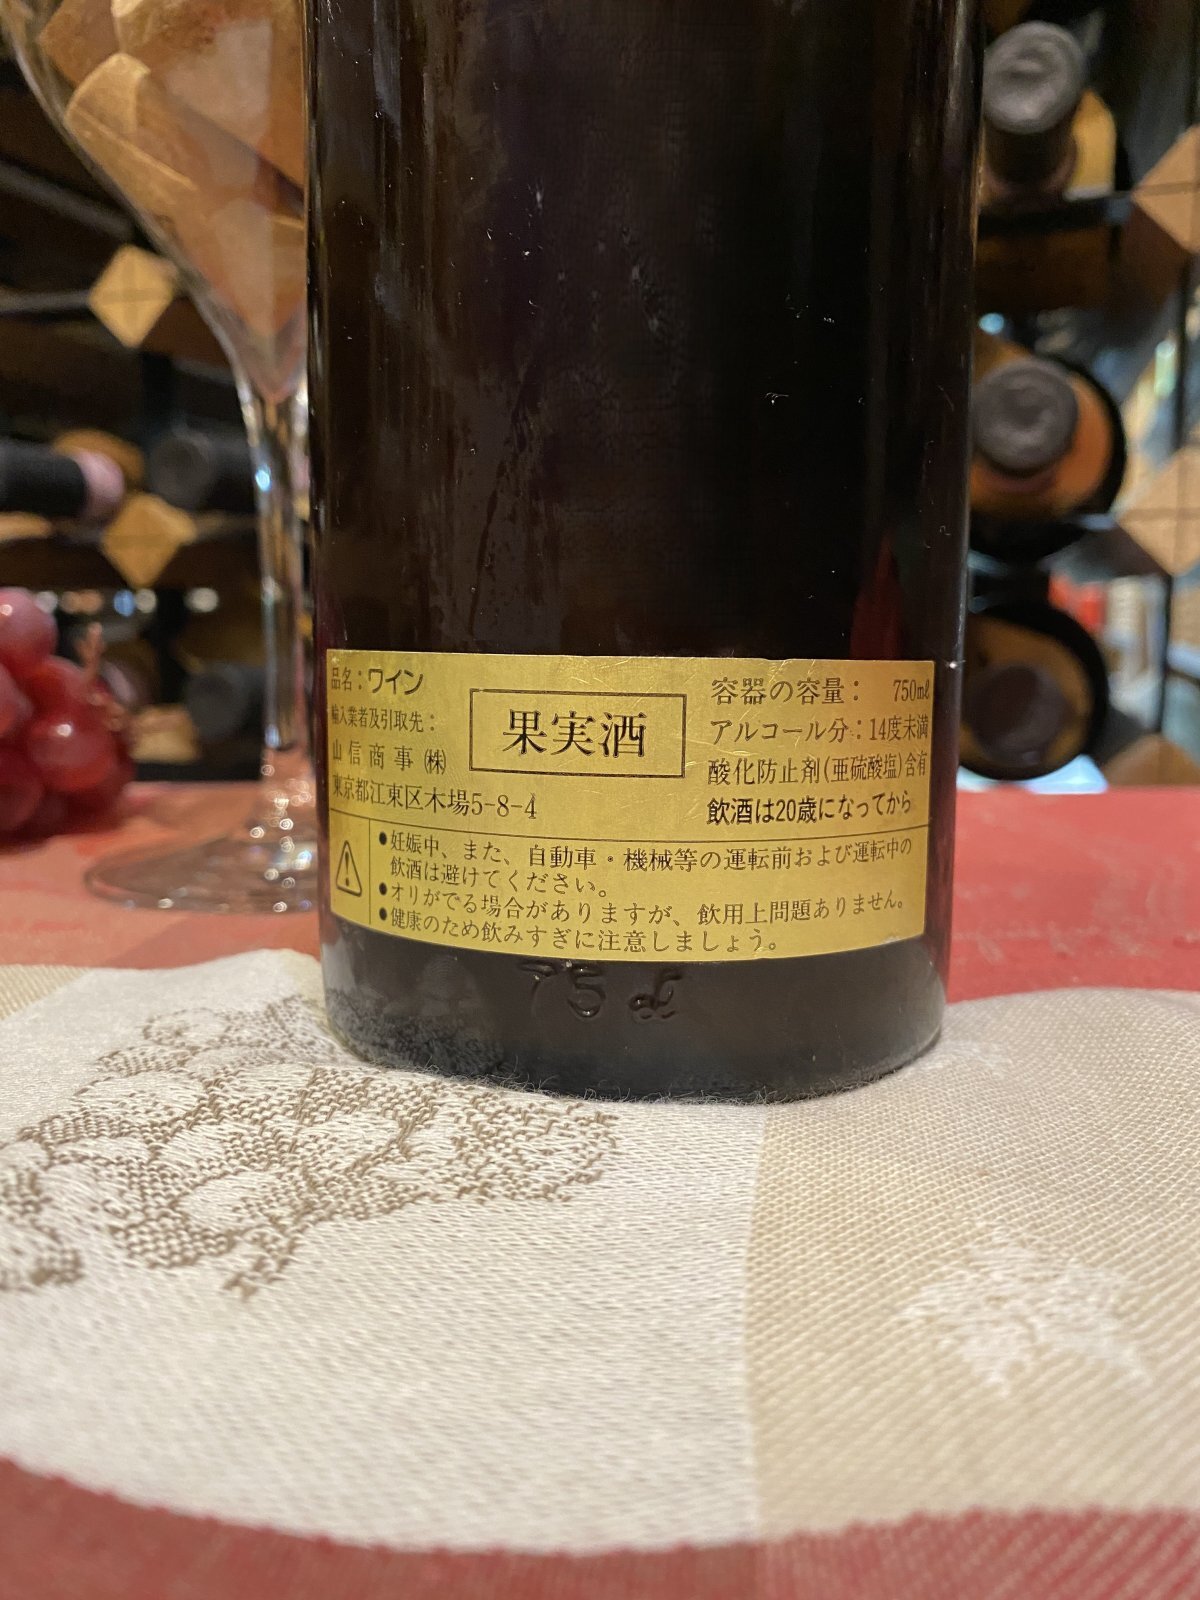 品名：ワイン
輸入業者及引取先：
山信商事㈱
東京都江東区木場5-8-4
果実酒
容器の容量： 750mℓ
アルコール分：14度未満
酸化防止剤(亜硫酸塩)含有
飲酒は20歳になってから
●妊娠中、また、自動車・機械等の運転前および運転中の
飲酒は避けてください。
●オリがでる場合がありますが、飲用上問題ありません。
●健康のため飲みすぎに注意しましょう。
75 cl